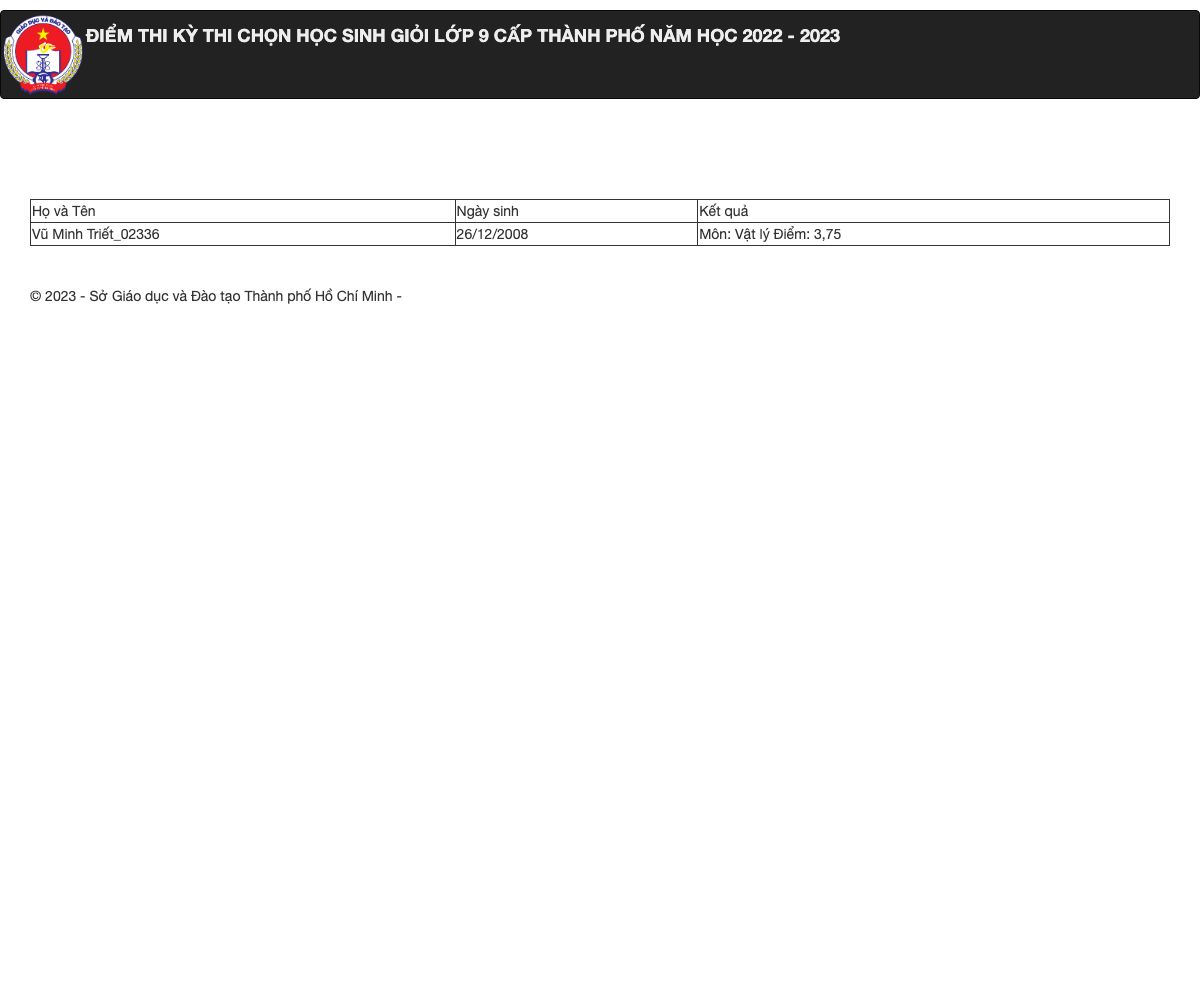 GIÁO DỤC VÀ ĐÀO TẠO
ĐIỂM THI KỲ THI CHỌN HỌC SINH GIỎI LỚP 9 CẤP THÀNH PHỐ NĂM HỌC 2022 - 2023
Họ và Tên Ngày sinh Kết quả
Vũ Minh Triết_02336 26/12/2008 Môn: Vật lý Điểm: 3,75
© 2023 - Sở Giáo dục và Đào tạo Thành phố Hồ Chí Minh -